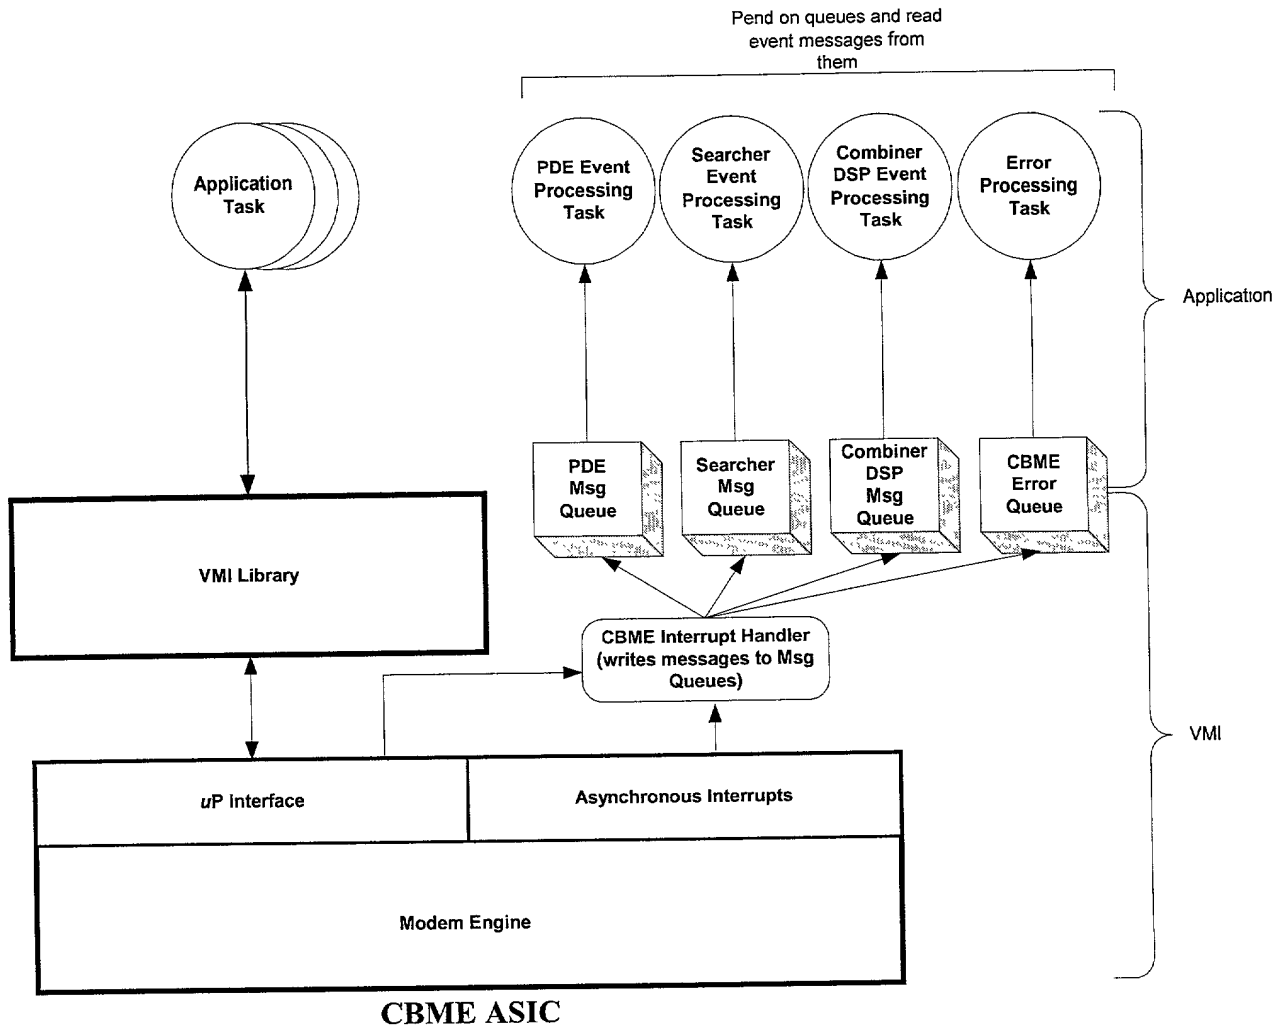 Pend on queues and read
event messages from
them
Application
Task
PDE Event
Processing
Task
Searcher
Event
Processing
Task
Combiner
DSP Event
Processing
Task
Error
Processing
Task
Application
PDE
Msg
Queue
Searcher
Msg
Queue
Combiner
DSP
Msg
Queue
CBME
Error
Queue
VMI Library
CBME Interrupt Handler
(writes messages to Msg
Queues)
VMI
uP Interface
Asynchronous Interrupts
Modem Engine
CBME ASIC